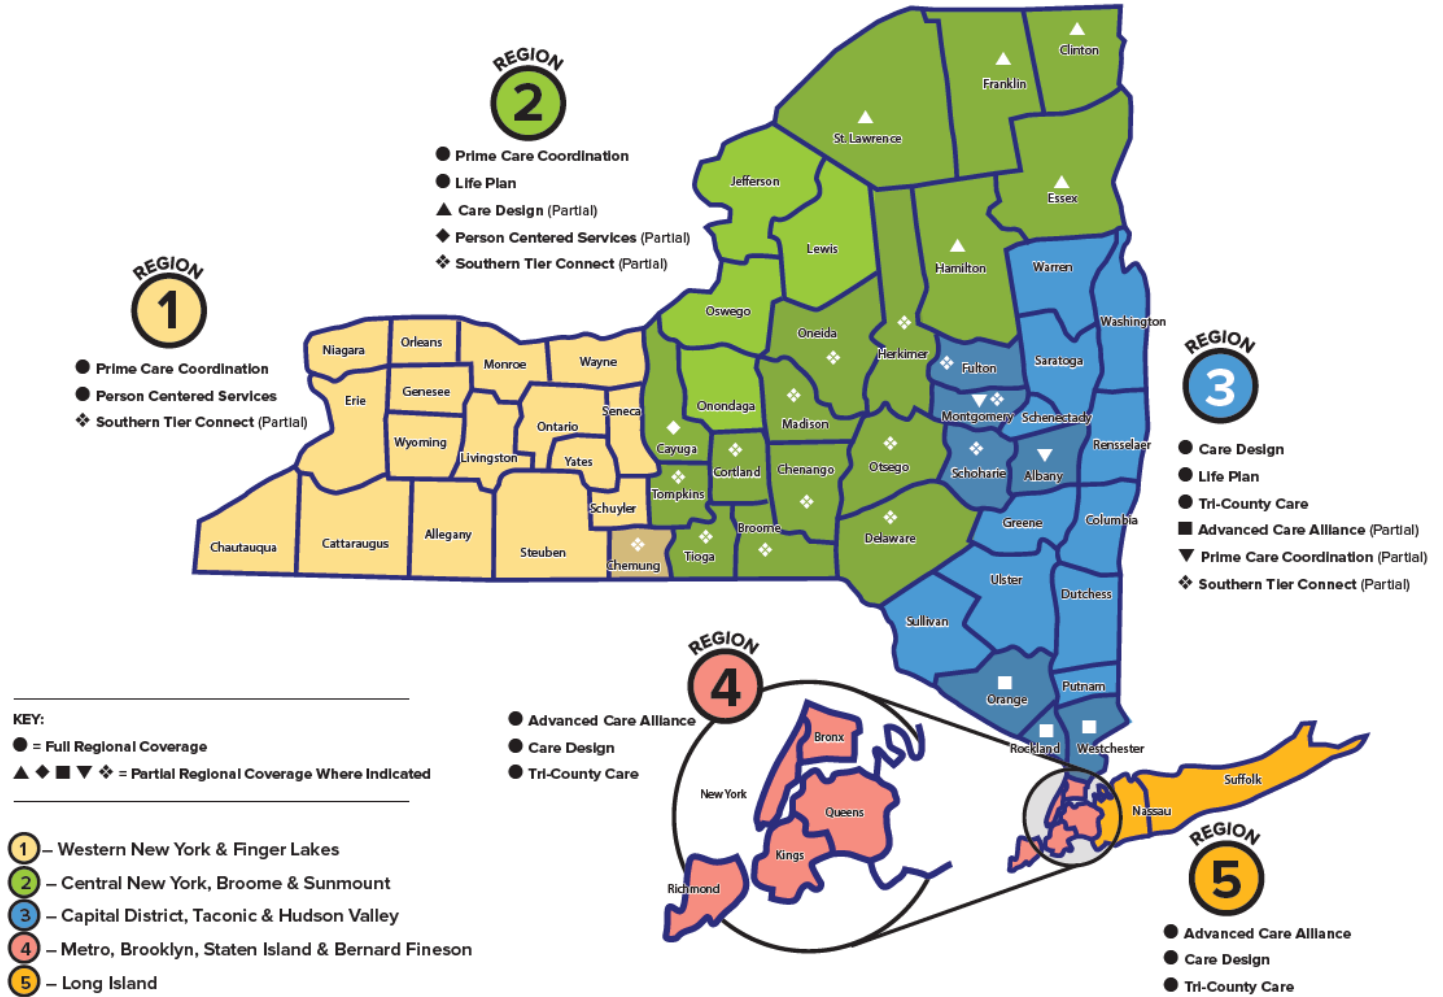 REGION
2
Prime Care Coordination
Life Plan
Care Design (Partial)
Person Centered Services (Partial)
Southern Tier Connect (Partial)
REGION
1
Prime Care Coordination
Person Centered Services
Southern Tier Connect (Partial)
Clinton
Franklin
St. Lawrence
Essex
Jefferson
Lewis
Hamilton
Warren
Oswego
Washington
Oneida
Herkimer
Fulton
Saratoga
Niagara
Orleans
Monroe
Wayne
Erie
Genesee
Seneca
Onondaga
Madison
Montgomery
Schenectady
Ontario
Wyoming
Livingston
Yates
Cayuga
Cortland
Chenango
Otsego
Schoharie
Albany
Rensselaer
Tompkins
Schuyler
Broome
Greene
Columbia
Chautauqua
Cattaraugus
Allegany
Steuben
Chemung
Tioga
Delaware
Ulster
Dutchess
Sullivan
Orange
Putnam
Rockland
Westchester
Suffolk
Nassau
REGION
3
Care Design
Life Plan
Tri-County Care
Advanced Care Alliance (Partial)
Prime Care Coordination (Partial)
Southern Tier Connect (Partial)
REGION
4
Advanced Care Alliance
Care Design
Tri-County Care
Bronx
New York
Queens
Kings
Richmond
REGION
5
Advanced Care Alliance
Care Design
Tri-County Care
KEY:
= Full Regional Coverage
= Partial Regional Coverage Where Indicated
1 – Western New York & Finger Lakes
2 – Central New York, Broome & Sunmount
3 – Capital District, Taconic & Hudson Valley
4 – Metro, Brooklyn, Staten Island & Bernard Fineson
5 – Long Island